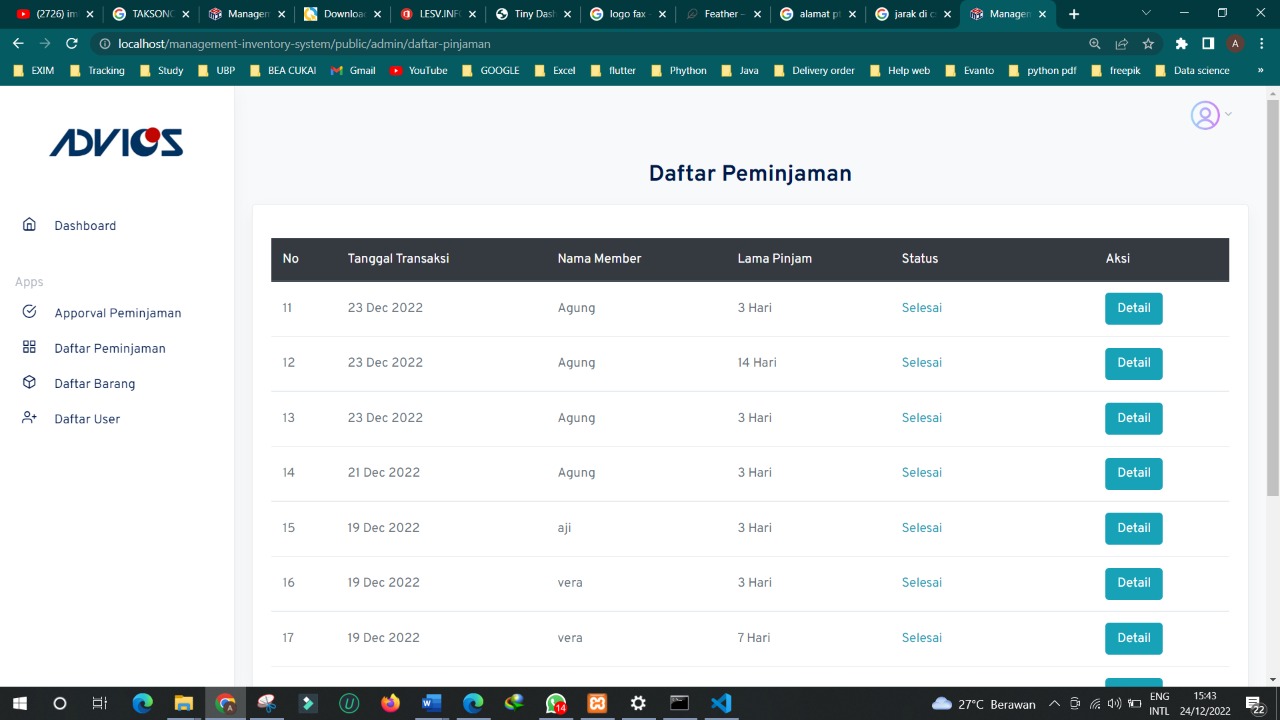 (2726) im
TAKSONO
Managem
Downloa
LESV.INFO
Tiny Dash
logo fax -
Feather –
alamat pt
jarak di cs
Managem
localhost/management-inventory-system/public/admin/daftar-pinjaman
A
EXIM
Tracking
Study
UBP
BEA CUKAI
Gmail
YouTube
GOOGLE
Excel
flutter
Phython
Java
Delivery order
Help web
Evanto
python pdf
freepik
Data science
»
ADVICS
Dashboard
Apps
Apporval Peminjaman
Daftar Peminjaman
Daftar Barang
Daftar User
Daftar Peminjaman
No Tanggal Transaksi Nama Member Lama Pinjam Status Aksi
11 23 Dec 2022 Agung 3 Hari Selesai Detail
12 23 Dec 2022 Agung 14 Hari Selesai Detail
13 23 Dec 2022 Agung 3 Hari Selesai Detail
14 21 Dec 2022 Agung 3 Hari Selesai Detail
15 19 Dec 2022 aji 3 Hari Selesai Detail
16 19 Dec 2022 vera 3 Hari Selesai Detail
17 19 Dec 2022 vera 7 Hari Selesai Detail
14
27°C Berawan
ENG
INTL
15:43
24/12/2022
22